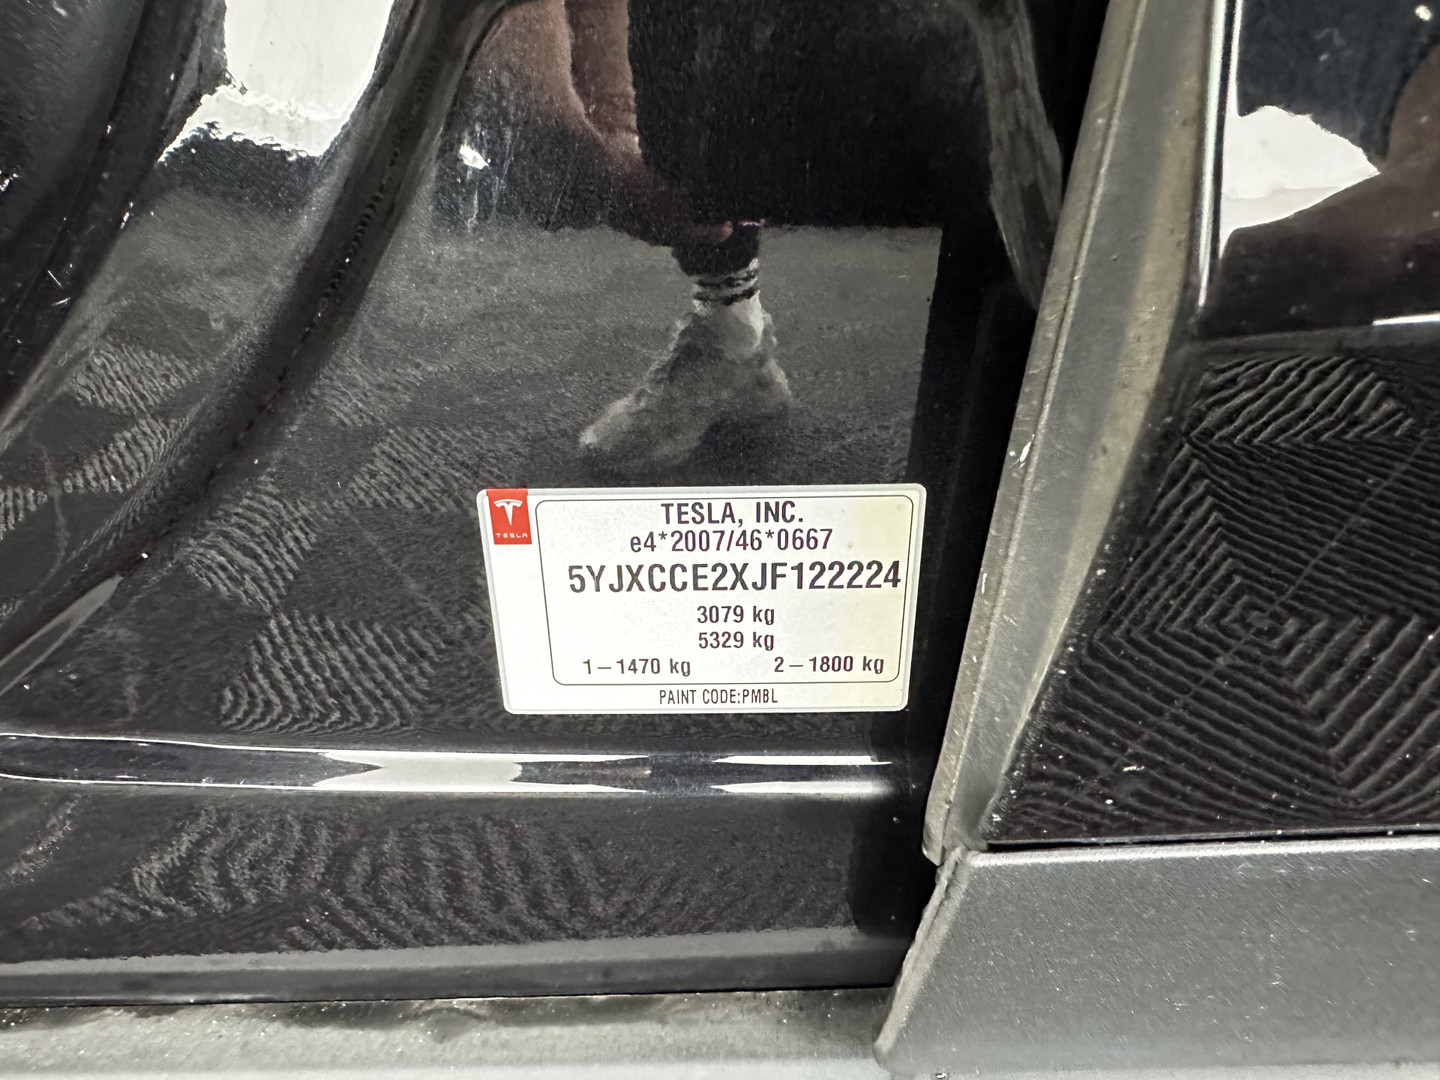 TESLA
TESLA, INC.
e4*2007/46*0667
5YJXCCE2XJF122224
3079 kg
5329 kg
1–1470 kg 2–1800 kg
PAINT CODE:PMBL